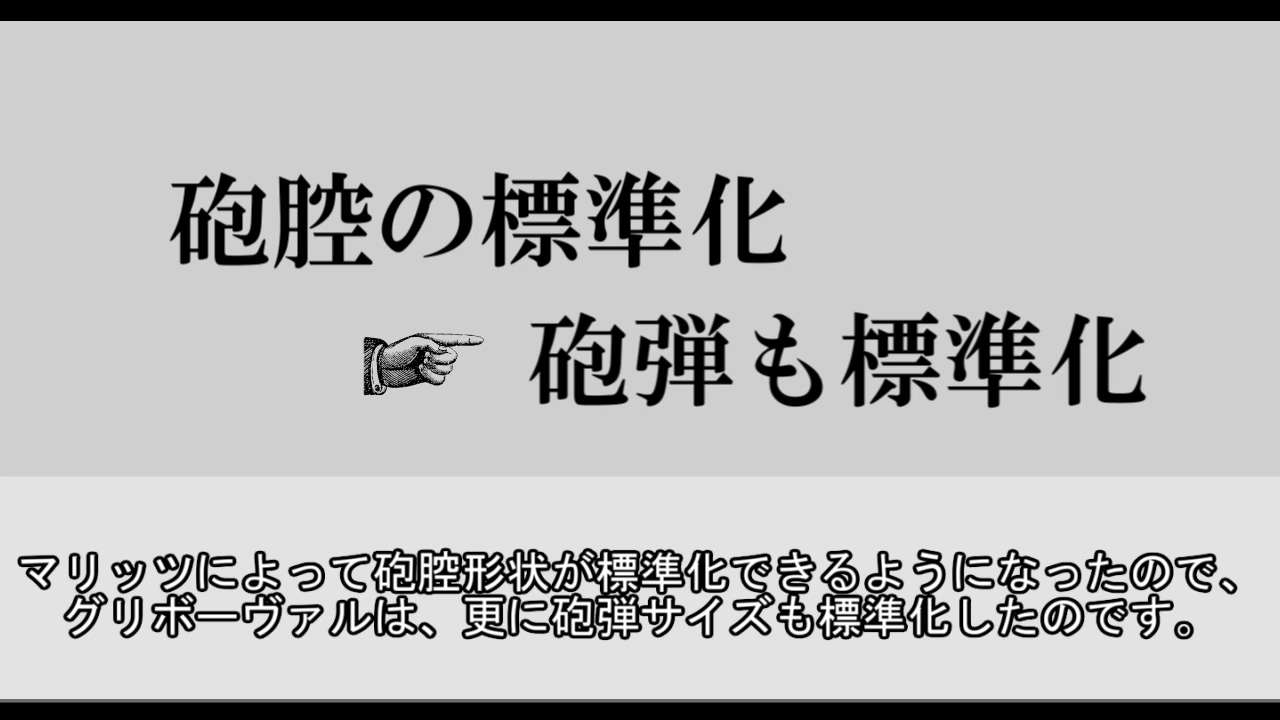 砲腔の標準化
砲弾も標準化
マリッツによって砲腔形状が標準化できるようになったので、
グリボーヴァルは、更に砲弾サイズも標準化したのです。